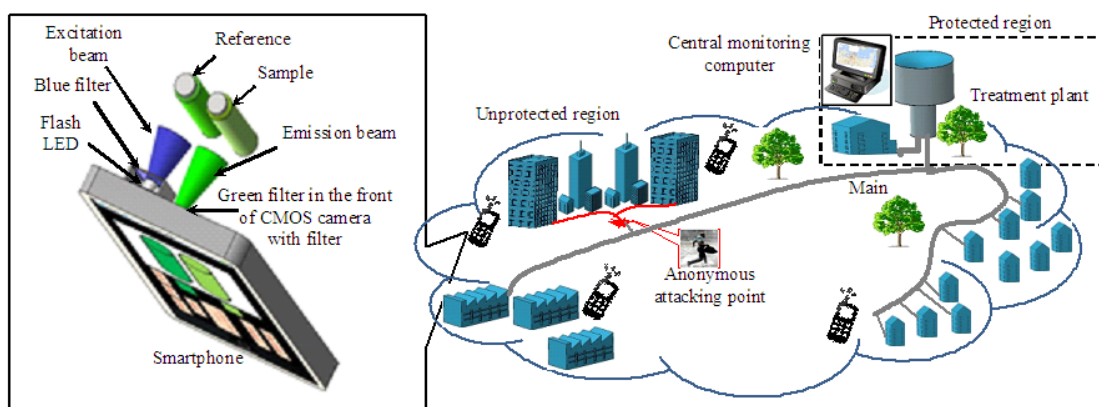 Excitation
beam
Reference
Sample
Blue filter
Flash
LED
Emission beam
Green filter in the front
of CMOS camera
with filter
Smartphone
Protected region
Central monitoring
computer
Treatment plant
Unprotected region
Main
Anonymous
attacking point